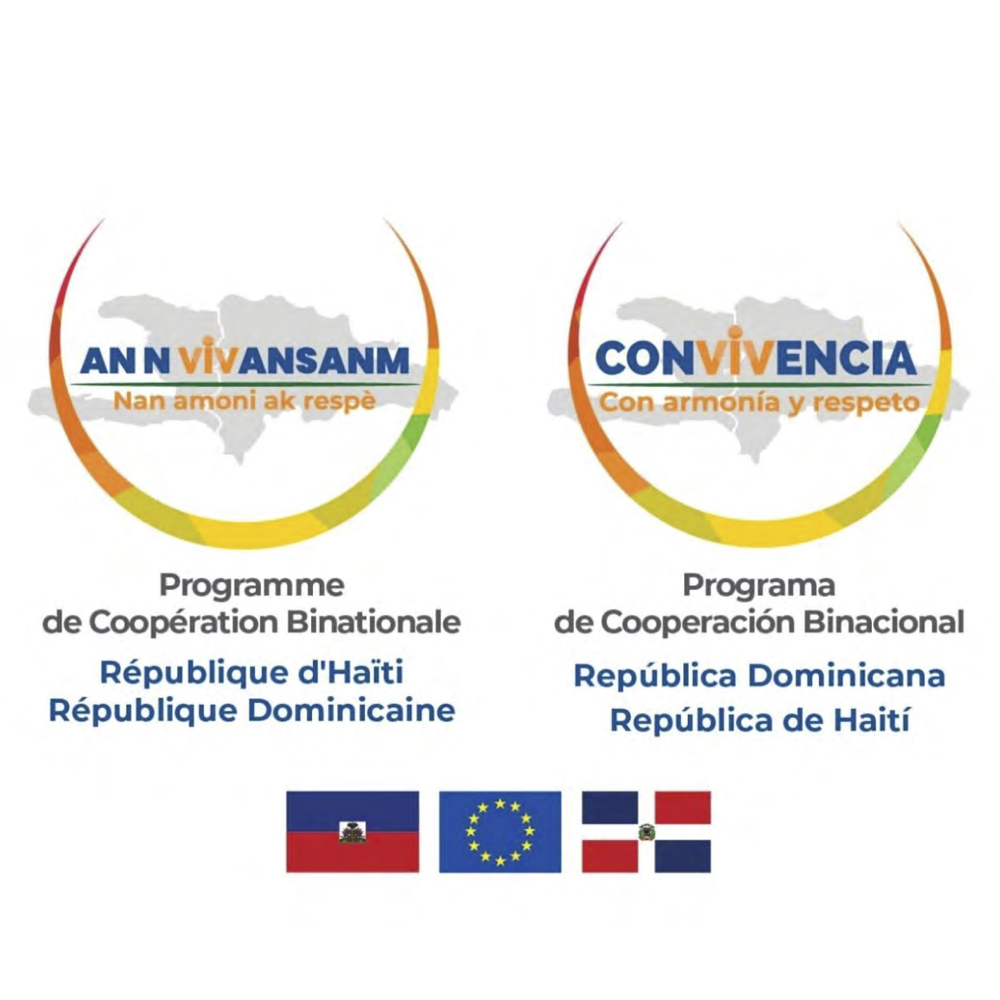 AN N VIVANSANM
Nan amoni ak respè
Programme
de Coopération Binationale
République d'Haïti
République Dominicaine
CONVIVENCIA
Con armonía y respeto
Programa
de Cooperación Binacional
República Dominicana
República de Haití